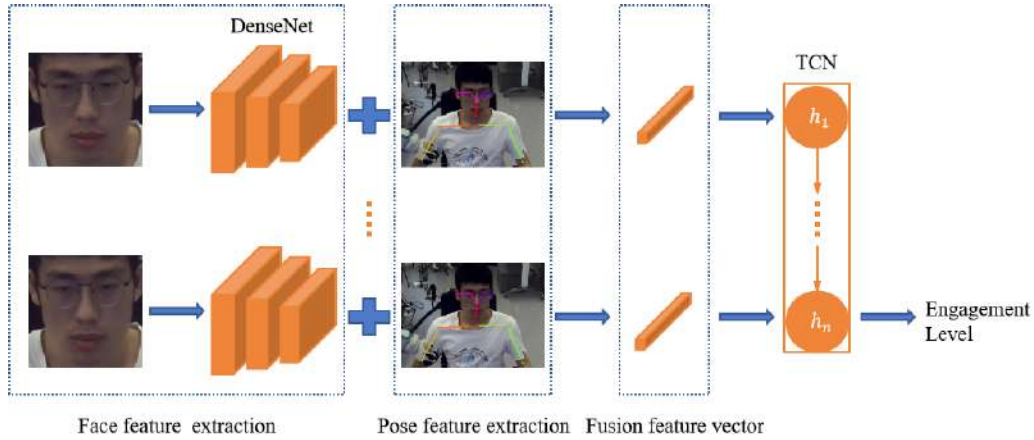 DenseNet
TCN
h₁
hₙ
Engagement
Level
Face feature extraction
Pose feature extraction
Fusion feature vector